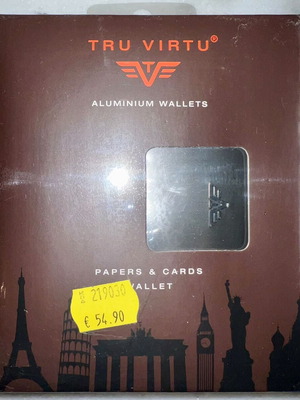 TRU VIRTU®
ALUMINIUM WALLETS
PAPERS & CARDS
WALLET
219030
€ 54.90